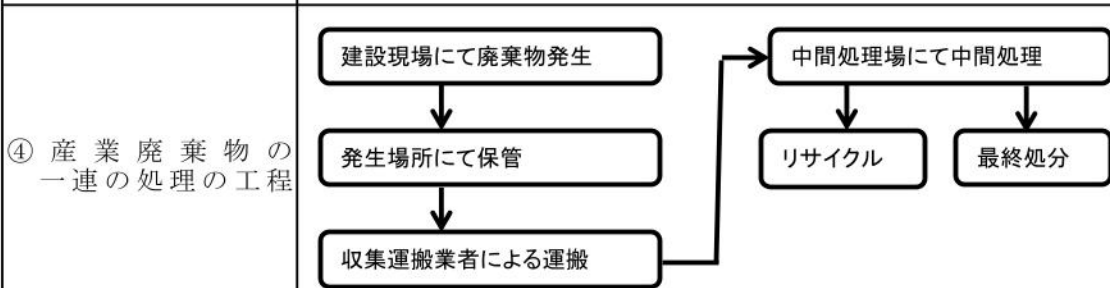 ④産業廃棄物の
一連の処理の工程
建設現場にて廃棄物発生
発生場所にて保管
収集運搬業者による運搬
中間処理場にて中間処理
リサイクル
最終処分